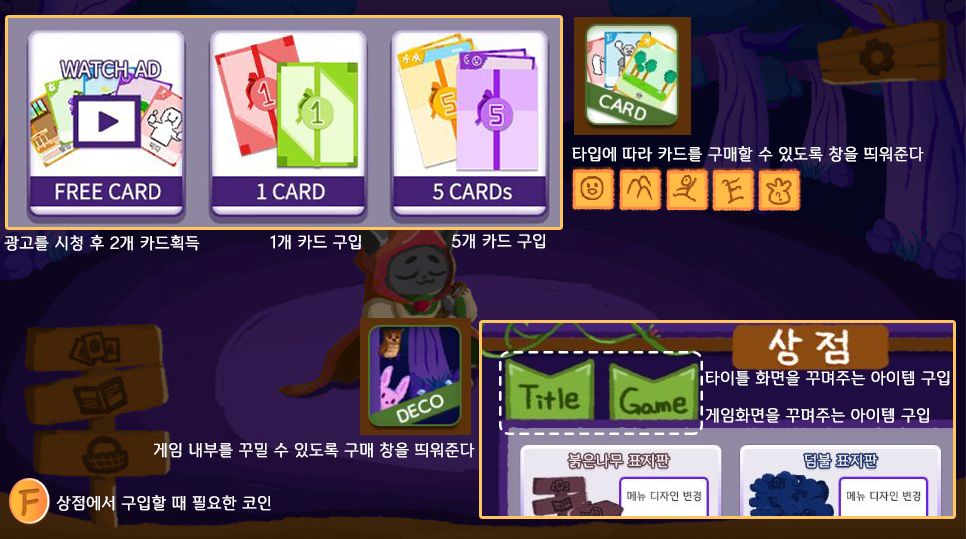 WATCH AD
FREE CARD
1
1
1 CARD
5
5
5 CARDs
CARD
타입에 따라 카드를 구매할 수 있도록 창을 띄워준다
광고를 시청 후 2개 카드획득
1개 카드 구입
5개 카드 구입
DECO
게임 내부를 꾸밀 수 있도록 구매 창을 띄워준다
F
상점에서 구입할 때 필요한 코인
상점
Title
Game
타이틀 화면을 꾸며주는 아이템 구입
게임화면을 꾸며주는 아이템 구입
붉은나무 표지판
메뉴 디자인 변경
덤불 표지판
메뉴 디자인 변경